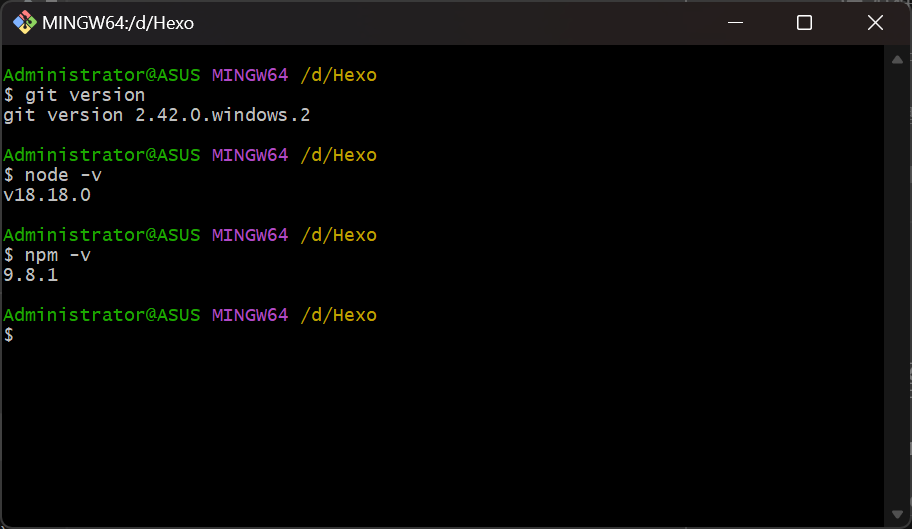 MINGW64:/d/Hexo
Administrator@ASUS MINGW64 /d/Hexo
$ git version
git version 2.42.0.windows.2
Administrator@ASUS MINGW64 /d/Hexo
$ node -v
v18.18.0
Administrator@ASUS MINGW64 /d/Hexo
$ npm -v
9.8.1
Administrator@ASUS MINGW64 /d/Hexo
$